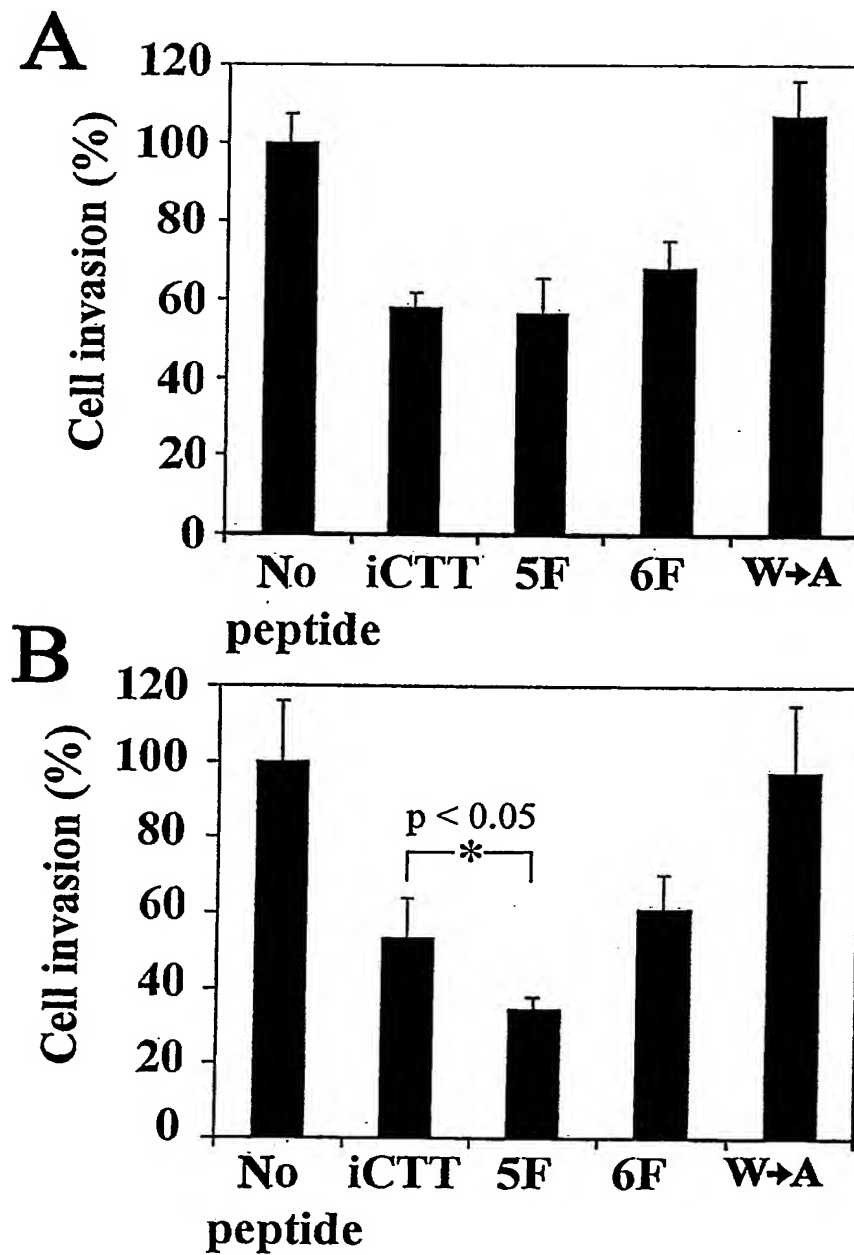 A
Cell invasion (%)
120
100
80
60
40
20
0
No peptide
iCTT
5F
6F
W→A
B
Cell invasion (%)
120
100
80
60
40
20
0
p < 0.05
*
No peptide
iCTT
5F
6F
W→A